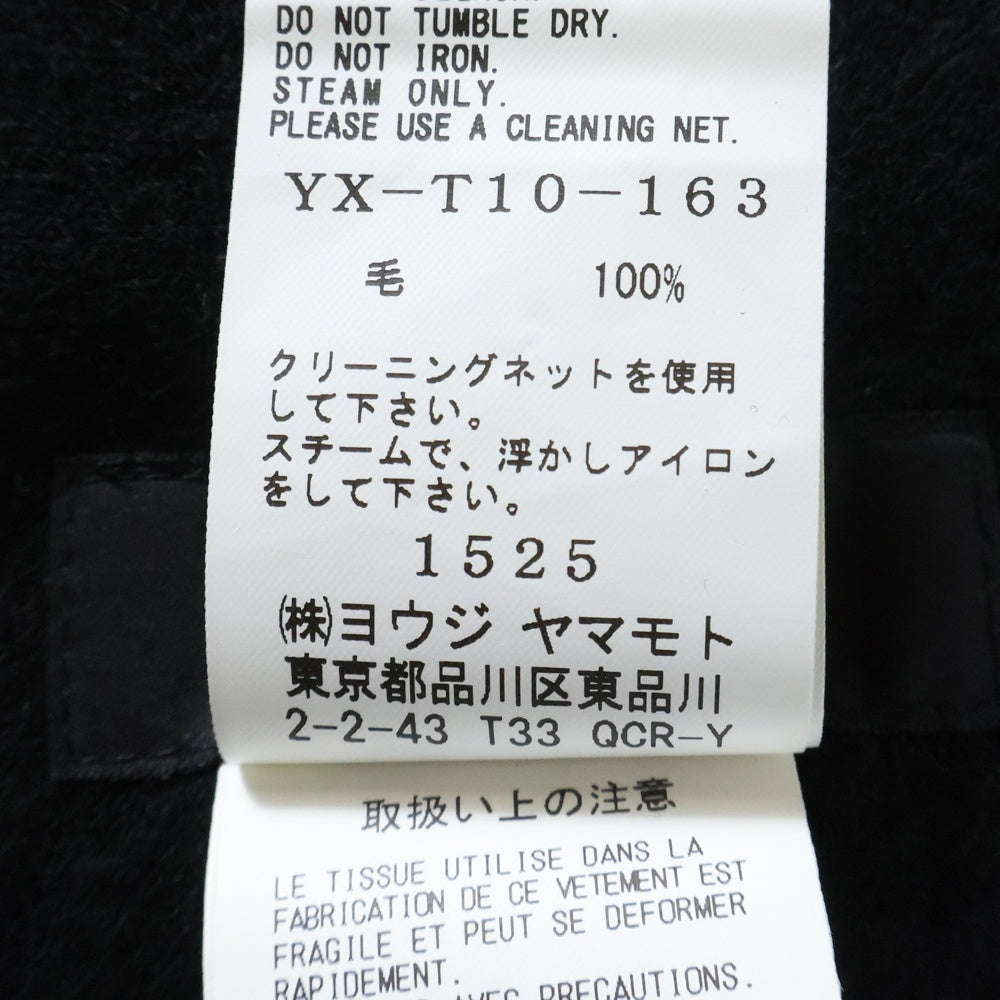 DO NOT TUMBLE DRY.
DO NOT IRON.
STEAM ONLY.
PLEASE USE A CLEANING NET.
YX-T10-163
毛 100%
クリーニングネットを使用
して下さい。
スチームで、浮かしアイロン
をして下さい。
1525
㈱ヨウジ ヤマモト
東京都品川区東品川
2-2-43 T33 QCR-Y
取扱い上の注意
LE TISSUE UTILISE DANS LA
FABRICATION DE CE VETEMENT EST
FRAGILE ET PEUT SE DEFORMER
RAPIDEMENT.
AVEC PRECAUTIONS.